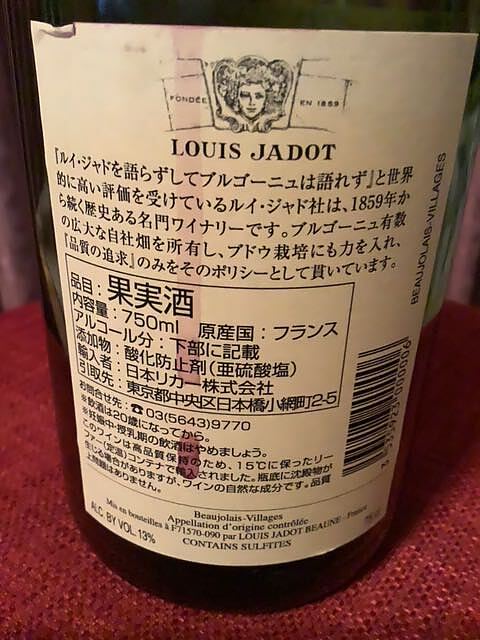 FONDÉE EN 1859
LOUIS JADOT
『ルイ・ジャドを語らずしてブルゴーニュは語れず』と世界
的に高い評価を受けているルイ・ジャド社は、1859年か
ら続く歴史ある名門ワイナリーです。ブルゴーニュ有数
の広大な自社畑を所有し、ブドウ栽培にも力を入れ、
『品質の追求』のみをそのポリシーとして貫いています。
品目：果実酒
内容量：750ml 原産国：フランス
アルコール分：下部に記載
添加物：酸化防止剤(亜硫酸塩)
輸入者：日本リカー株式会社
引取先：東京都中央区日本橋小網町2-5
お問合せ先：☎03(5643)9770
※飲酒は20歳になってから。
※妊娠中・授乳期の飲酒はやめましょう。
このワインは高品質保持のため、15℃に保ったリー
ファー(定温)コンテナで輸入されました。瓶底に沈殿物が
生じる場合がありますが、ワインの自然な成分です。品質
上問題はありません。
Beaujolais-Villages
Appellation d'origine contrôlée
Mis en bouteilles à F71570-090 par LOUIS JADOT BEAUNE - France
ALC. BY VOL. 13%
CONTAINS SULFITES
BEAUJOLAIS-VILLAGES